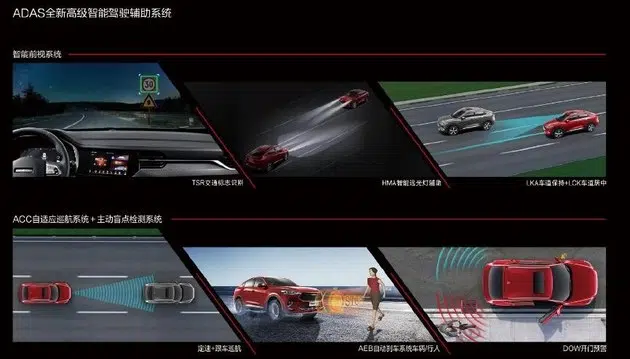 ADAS全新高级智能驾驶辅助系统
智能前视系统
30
TSR交通标志识别
HMA智能远光灯辅助
LKA车道保持+LCK车道居中
ACC自适应巡航系统+主动盲点检测系统
定速+跟车巡航
AEB自动刹车系统车辆/行人
DOW开门预警